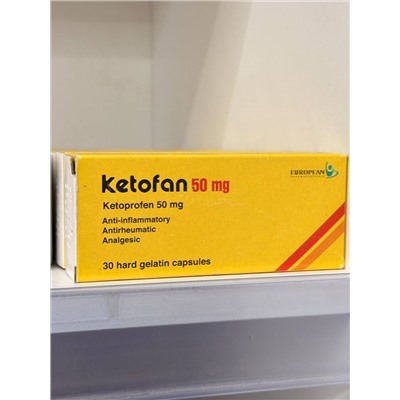 Ketofan 50 mg
EUROPEAN
Ketoprofen 50 mg
Anti-inflammatory
Antirheumatic
Analgesic
30 hard gelatin capsules